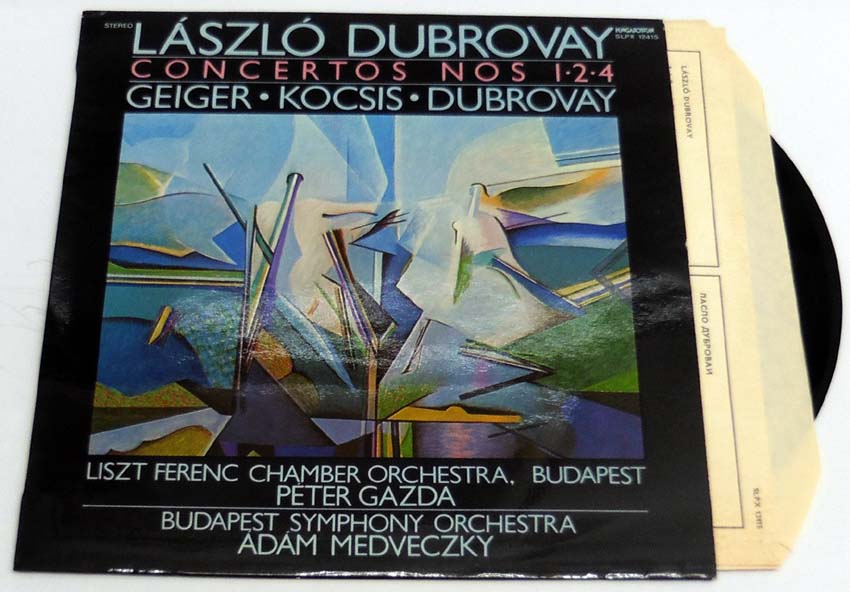 STEREO
HUNGAROTON
SLPX 12415
LÁSZLÓ DUBROVAY
CONCERTOS NOS 1·2·4
GEIGER • KOCSIS • DUBROVAY
LISZT FERENC CHAMBER ORCHESTRA, BUDAPEST
PÉTER GAZDA
BUDAPEST SYMPHONY ORCHESTRA
ÁDÁM MEDVECZKY
LÁSZLÓ DUBROVAY
ЛАСЛО ДУБРОВАИ